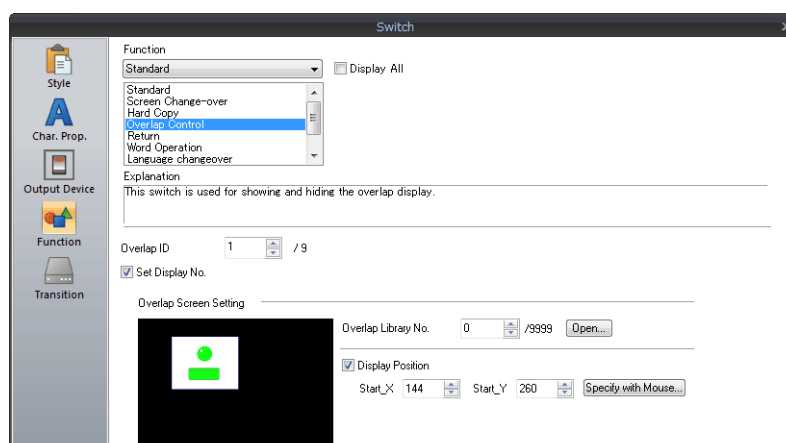 Switch
Style
Char. Prop.
Output Device
Function
Transition
Function
Standard
Display All
Standard
Screen Change-over
Hard Copy
Overlap Control
Return
Word Operation
Language changeover
Explanation
This switch is used for showing and hiding the overlap display.
Overlap ID 1 / 9
Set Display No.
Overlap Screen Setting
Overlap Library No. 0 /9999 Open...
Display Position
Start_X 144 Start_Y 260 Specify with Mouse...